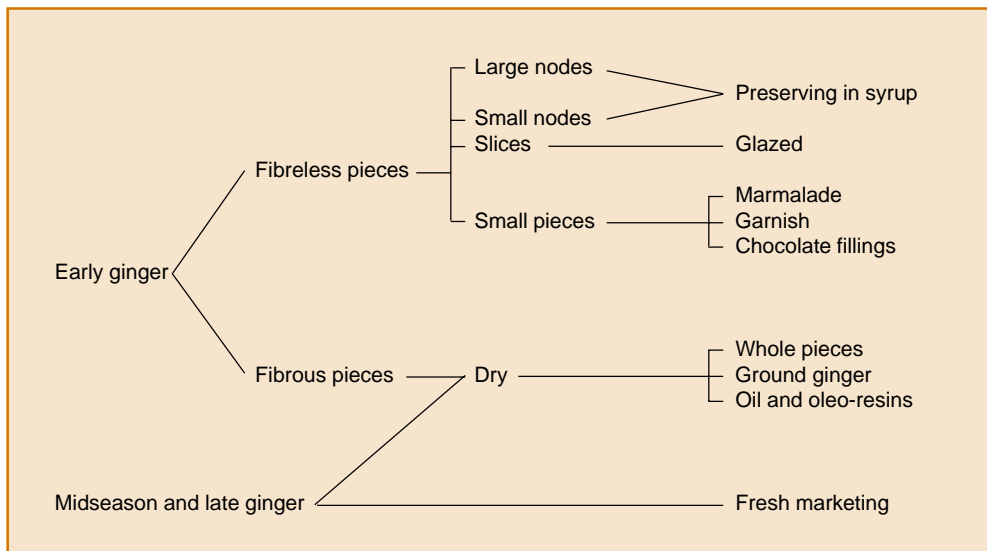 Large nodes
Preserving in syrup
Small nodes
Slices
Glazed
Fibreless pieces
Marmalade
Small pieces
Garnish
Chocolate fillings
Early ginger
Whole pieces
Fibrous pieces
Dry
Ground ginger
Oil and oleo-resins
Midseason and late ginger
Fresh marketing